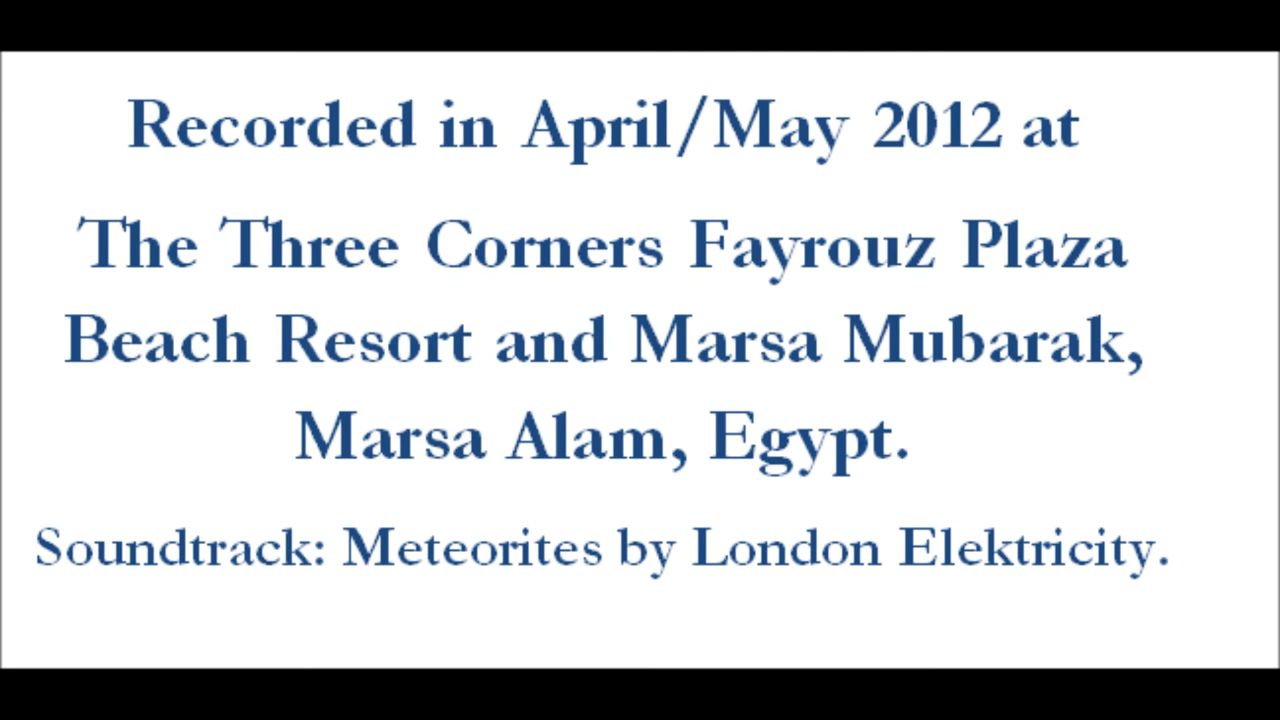 Recorded in April/May 2012 at
The Three Corners Fayrouz Plaza
Beach Resort and Marsa Mubarak,
Marsa Alam, Egypt.
Soundtrack: Meteorites by London Elektricity.